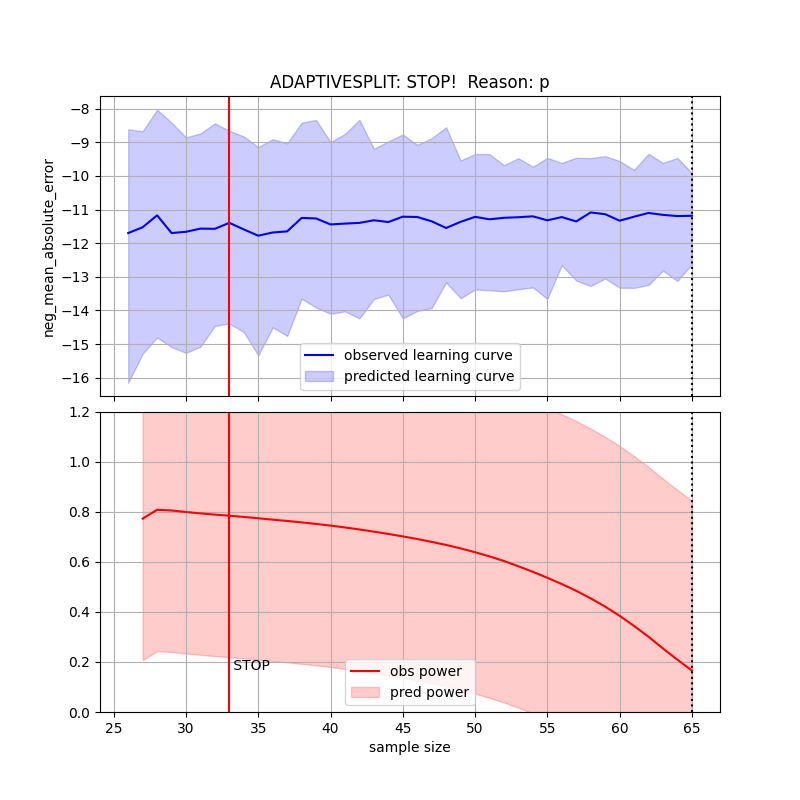 ADAPTIVESPLIT: STOP!  Reason: p
neg_mean_absolute_error
−8
−9
−10
−11
−12
−13
−14
−15
−16
observed learning curve
predicted learning curve
1.2
1.0
0.8
0.6
0.4
0.2
0.0
STOP
obs power
pred power
25 30 35 40 45 50 55 60 65
sample size